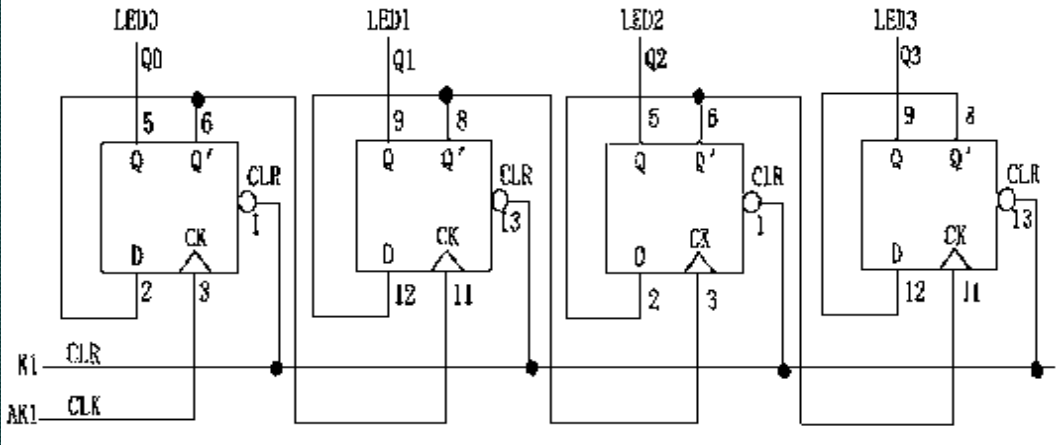 LED0 LED1 LED2 LED3
Q0 Q1 Q2 Q3
5 6 9 8 5 6 9 8
Q Q' Q Q' Q Q' Q Q'
CLR CLR CLR CLR
1 13 1 13
D CK D CK D CK D CK
2 3 12 11 2 3 12 11
K1 CLR
AK1 CLK